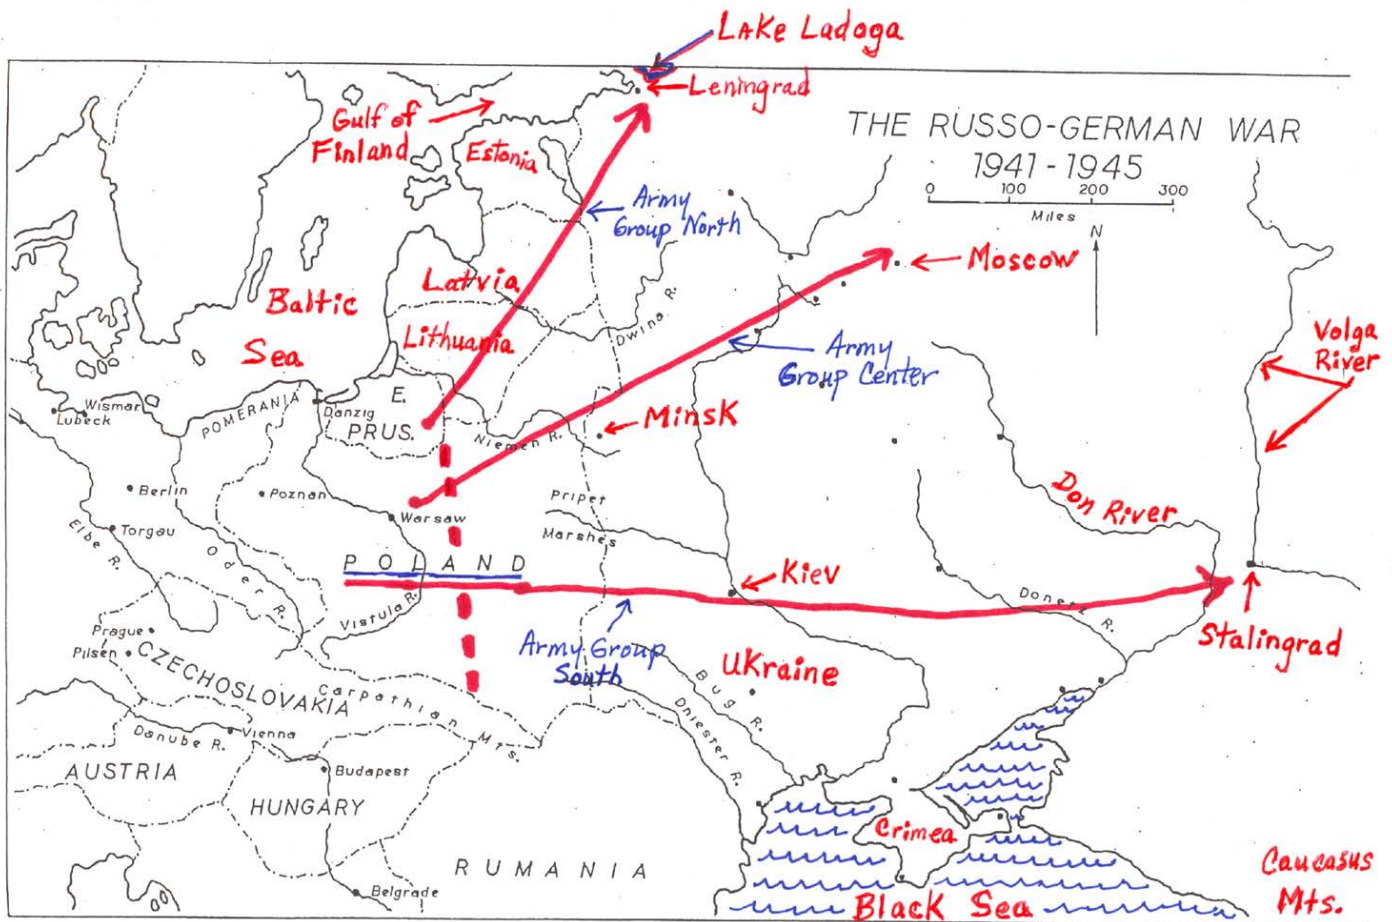 LAKe Ladoga
Leningrad
Gulf of
Finland
Estonia
THE RUSSO-GERMAN WAR
1941-1945
0 100 200 300
Miles
N
Army
Group North
Latvia
Moscow
Baltic
Sea
Lithuania
Dwina R.
Army
Group Center
Volga
River
E.
PRUS.
POMERANIA
Danzig
Wismar
Lubeck
Minsk
Niemen R.
Berlin
Poznan
Warsaw
Pripet
Marshes
Don River
Torgau
Elbe R.
Oder R.
POLAND
Kiev
Vistula R.
Donetz R.
Stalingrad
Army Group
South
Ukraine
Prague
Pilsen
CZECHOSLOVAKIA
Carpathian Mts.
Bug R.
Dniester R.
Danube R.
Vienna
AUSTRIA
Budapest
HUNGARY
Crimea
RUMANIA
Belgrade
Black Sea
Caucasus
Mts.